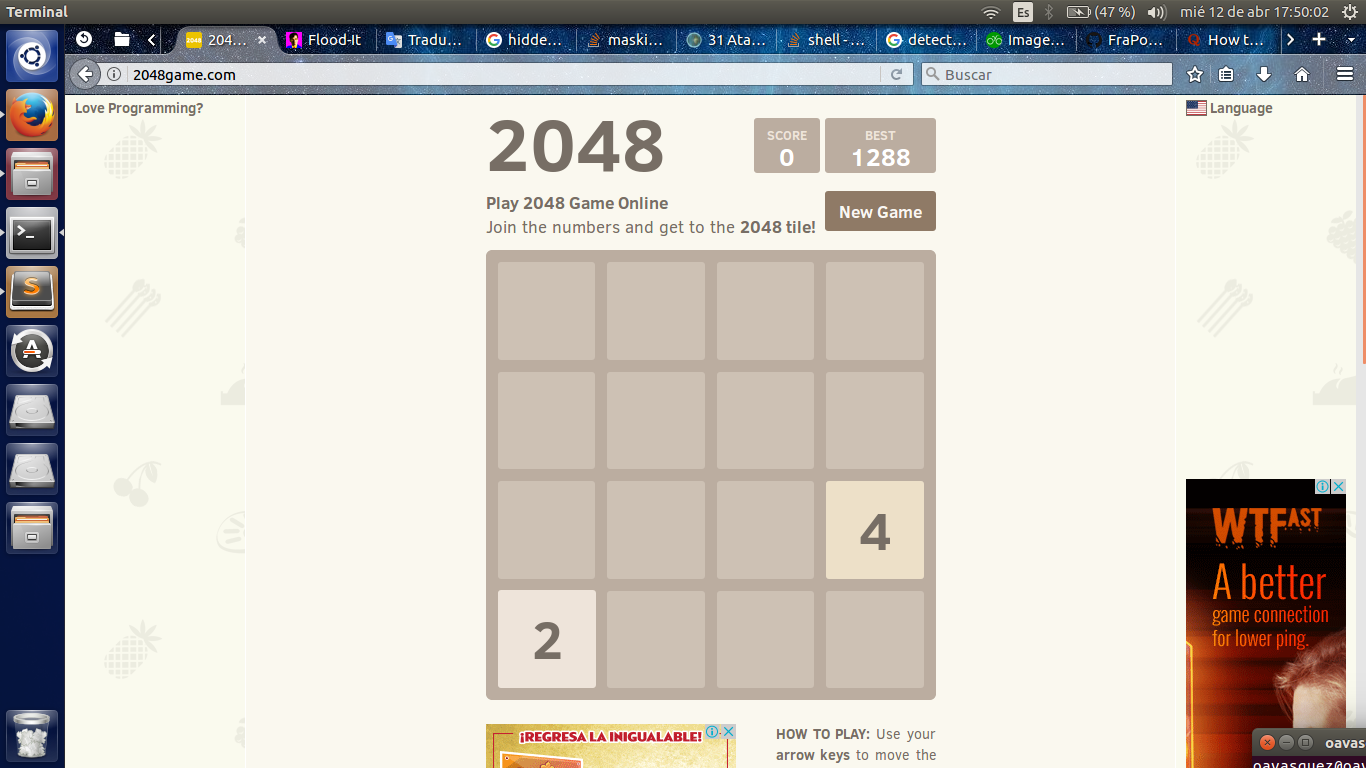 Terminal
Es
(47 %)
mié 12 de abr 17:50:02
204...
Flood-It
Tradu...
hidde...
maski...
31 Ata...
shell -...
detect...
Image...
FraPo...
How t...
2048game.com
Buscar
Love Programming?
Language
2048
SCORE
0
BEST
1288
Play 2048 Game Online
Join the numbers and get to the 2048 tile!
New Game
4
2
WTFAST
A better
game connection
for lower ping.
¡REGRESA LA INIGUALABLE!
HOW TO PLAY: Use your
arrow keys to move the
oavas
oavasquez@oav